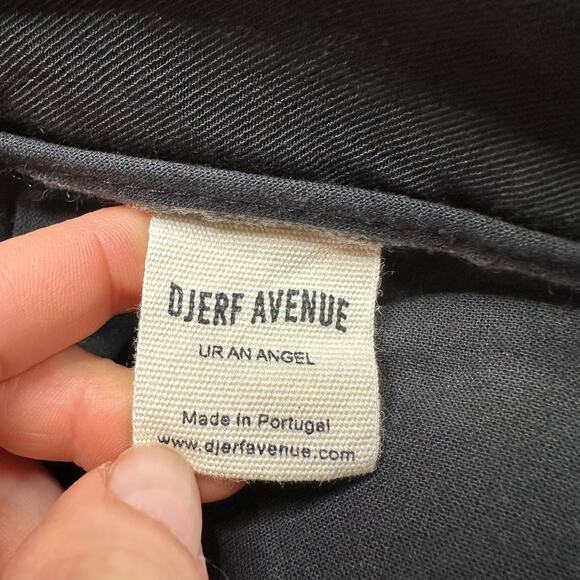 DJERF AVENUE
UR AN ANGEL
Made in Portugal
www.djerfavenue.com